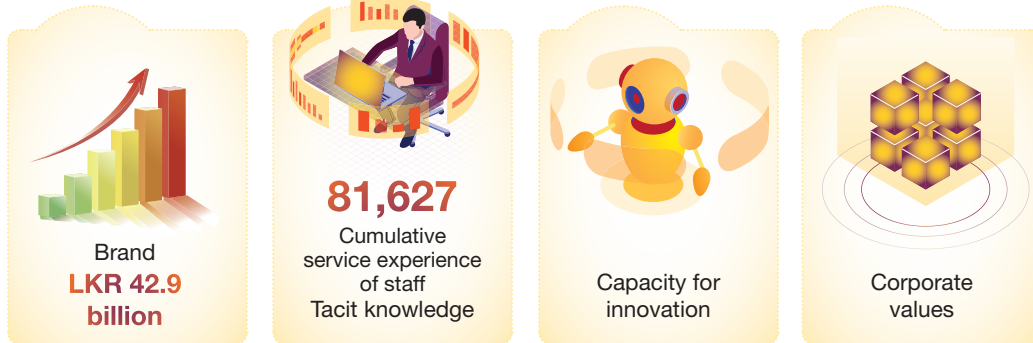 Brand
LKR 42.9
billion
81,627
Cumulative
service experience
of staff
Tacit knowledge
Capacity for
innovation
Corporate
values